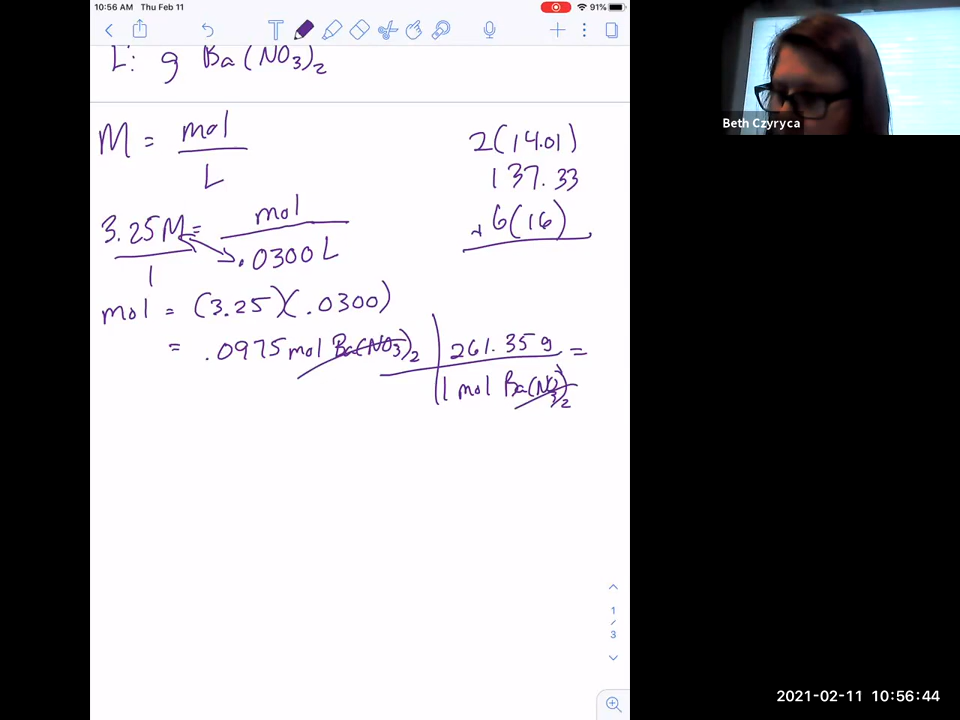 10:56 AM Thu Feb 11
91%
L: g Ba(NO3)2
M = mol / L
2(14.01)
137.33
+ 6(16)
3.25M / 1 = mol / .0300 L
mol = (3.25)(.0300)
= .0975 mol Ba(NO3)2 | 261.35 g =
1 mol Ba(NO3)2
1
/
3
Beth Czyryca
2021-02-11 10:56:44